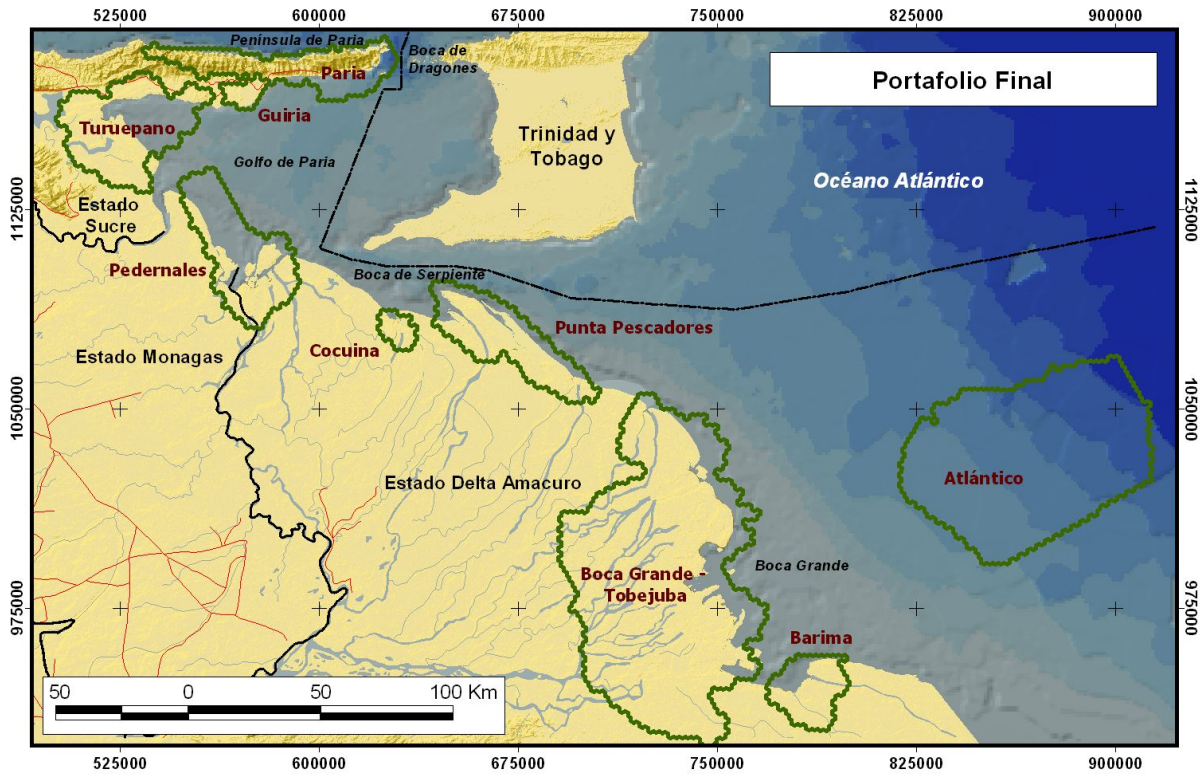 525000 600000 675000 750000 825000 900000
Península de Paria
Boca de
Dragones
Paria
Portafolio Final
Guiria
Turuepano
Trinidad y
Tobago
Golfo de Paria
Océano Atlántico
Estado
Sucre
1125000
1125000
Pedernales
Boca de Serpiente
Punta Pescadores
Cocuina
Estado Monagas
1050000
1050000
Estado Delta Amacuro
Atlántico
Boca Grande
Boca Grande -
Tobejuba
975000
975000
Barima
50 0 50 100 Km
525000 600000 675000 750000 825000 900000